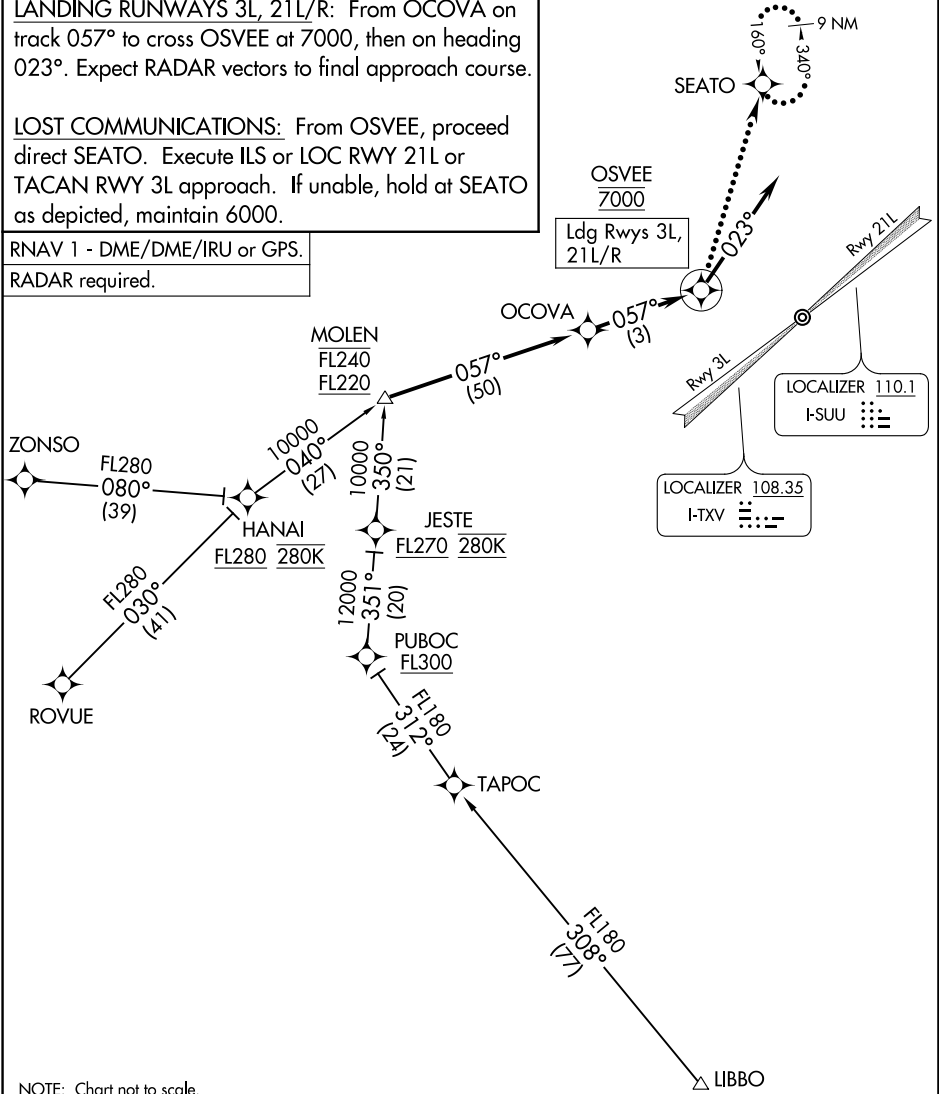 LANDING RUNWAYS 3L, 21L/R: From OCOVA on
track 057° to cross OSVEE at 7000, then on heading
023°. Expect RADAR vectors to final approach course.
LOST COMMUNICATIONS: From OSVEE, proceed
direct SEATO. Execute ILS or LOC RWY 21L or
TACAN RWY 3L approach. If unable, hold at SEATO
as depicted, maintain 6000.
RNAV 1 - DME/DME/IRU or GPS.
RADAR required.
9 NM
160°
340°
SEATO
OSVEE
7000
Ldg Rwys 3L,
21L/R
023°
Rwy 21L
Rwy 3L
LOCALIZER 110.1
I-SUU
LOCALIZER 108.35
I-TXV
OCOVA
057°
(3)
MOLEN
FL240
FL220
057°
(50)
ZONSO
FL280
080°
(39)
10000
040°
(27)
10000
350°
(21)
HANAI
FL280 280K
JESTE
FL270 280K
FL280
030°
(41)
12000
351°
(20)
PUBOC
FL300
ROVUE
FL180
312°
(24)
TAPOC
FL180
308°
(77)
LIBBO
NOTE: Chart not to scale.